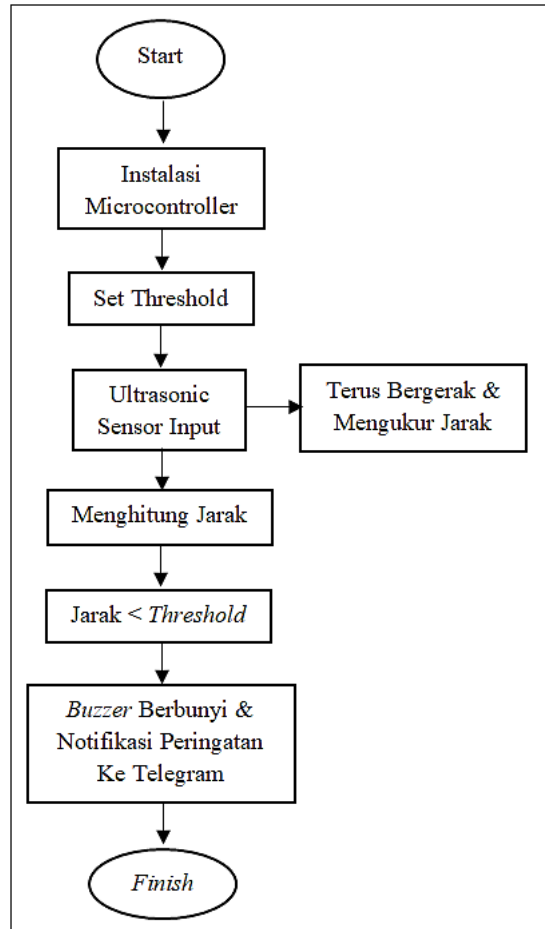 Start
Instalasi
Microcontroller
Set Threshold
Ultrasonic
Sensor Input
Terus Bergerak &
Mengukur Jarak
Menghitung Jarak
Jarak < Threshold
Buzzer Berbunyi &
Notifikasi Peringatan
Ke Telegram
Finish